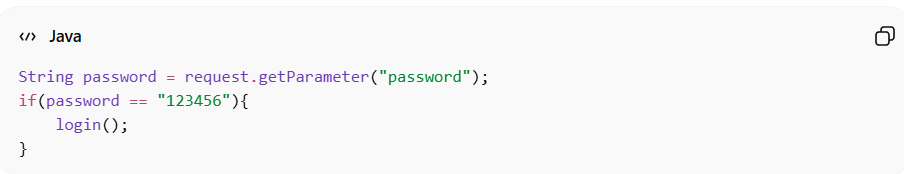 </> Java
String password = request.getParameter("password");
if(password == "123456"){
    login();
}